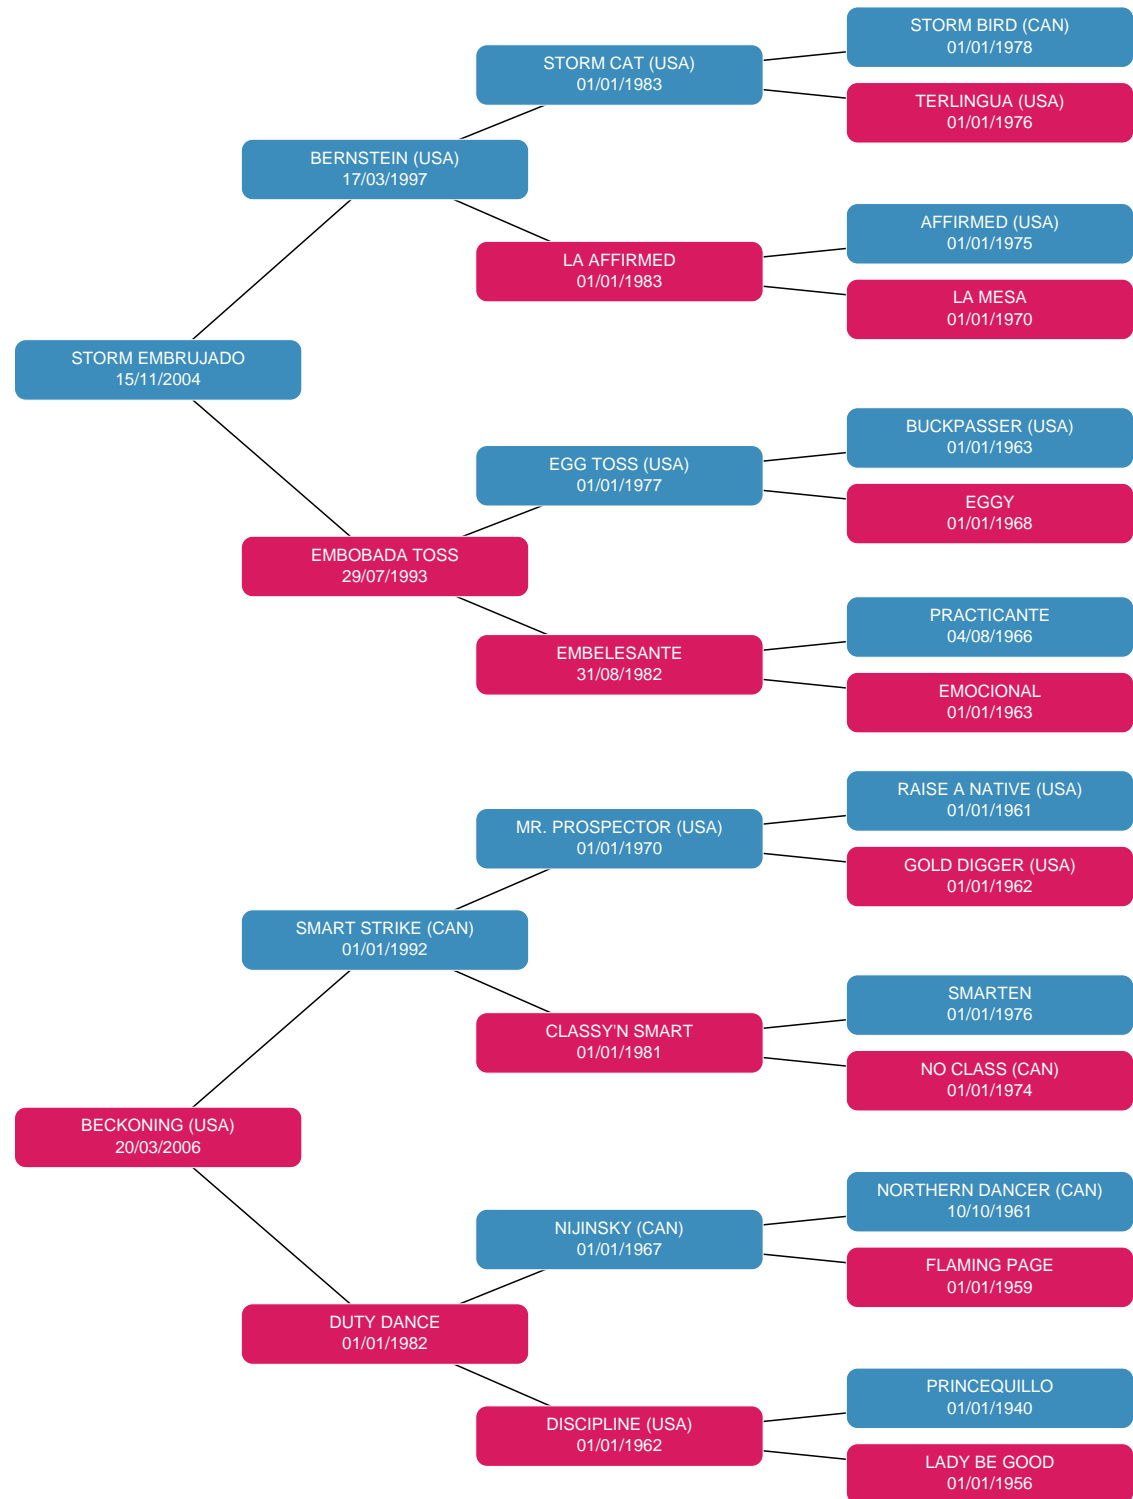 STORM BIRD (CAN)
01/01/1978
STORM CAT (USA)
01/01/1983
TERLINGUA (USA)
01/01/1976
BERNSTEIN (USA)
17/03/1997
AFFIRMED (USA)
01/01/1975
LA AFFIRMED
01/01/1983
LA MESA
01/01/1970
STORM EMBRUJADO
15/11/2004
BUCKPASSER (USA)
01/01/1963
EGG TOSS (USA)
01/01/1977
EGGY
01/01/1968
EMBOBADA TOSS
29/07/1993
PRACTICANTE
04/08/1966
EMBELESANTE
31/08/1982
EMOCIONAL
01/01/1963
RAISE A NATIVE (USA)
01/01/1961
MR. PROSPECTOR (USA)
01/01/1970
GOLD DIGGER (USA)
01/01/1962
SMART STRIKE (CAN)
01/01/1992
SMARTEN
01/01/1976
CLASSY'N SMART
01/01/1981
NO CLASS (CAN)
01/01/1974
BECKONING (USA)
20/03/2006
NORTHERN DANCER (CAN)
10/10/1961
NIJINSKY (CAN)
01/01/1967
FLAMING PAGE
01/01/1959
DUTY DANCE
01/01/1982
PRINCEQUILLO
01/01/1940
DISCIPLINE (USA)
01/01/1962
LADY BE GOOD
01/01/1956